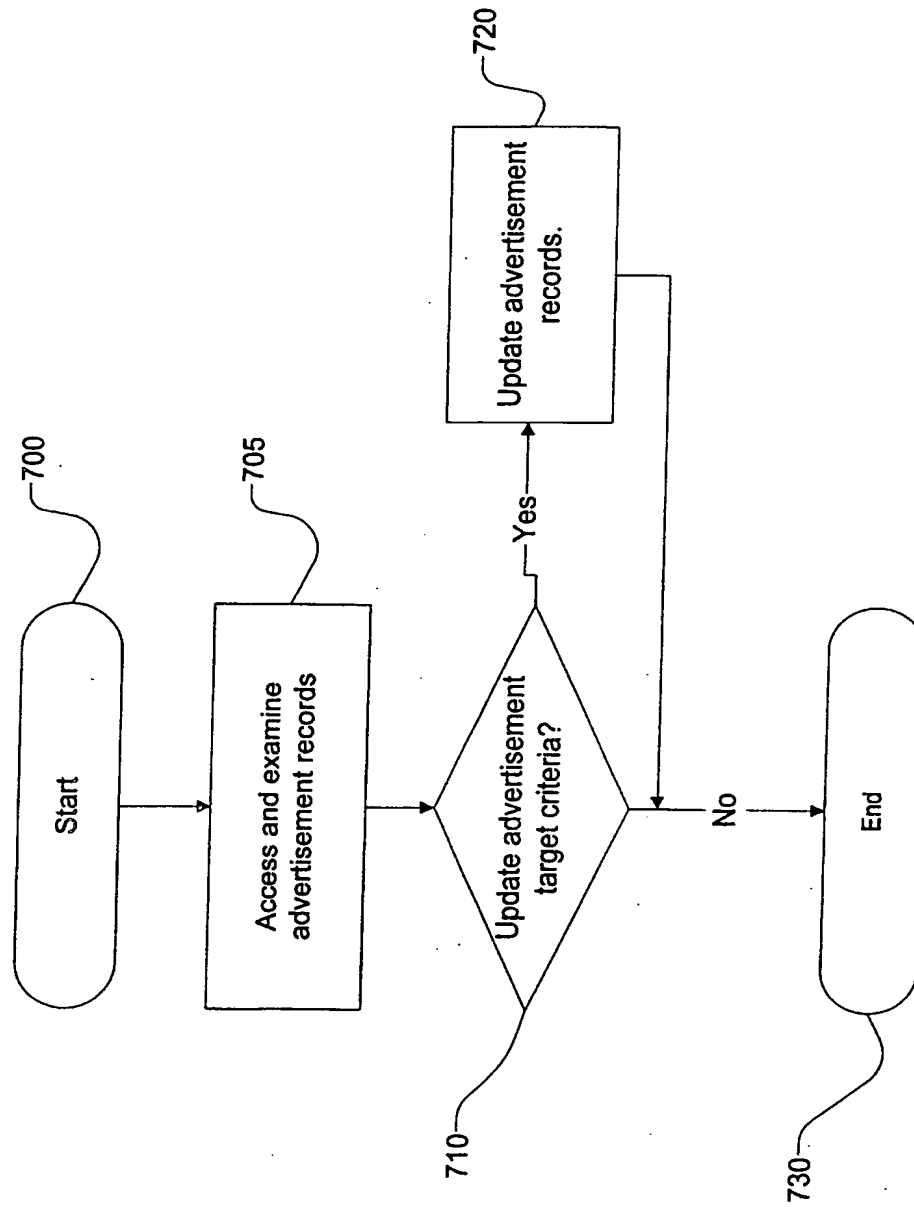 700
Start
705
Access and examine
advertisement records
710
Update advertisement
target criteria?
Yes
720
Update advertisement
records.
No
730
End